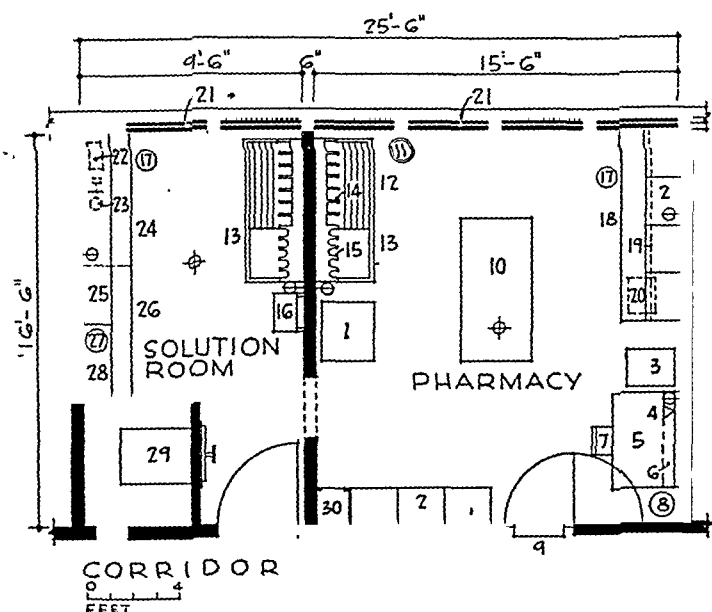 25'-6"
9'-6" 6" 15'-6"
21 21
22 17 11 17
12 2
23 14 18
24 13 15 13 19
10
25 26 16 20
16'-6" 1
27 SOLUTION
28 ROOM 3
PHARMACY
4
29 7 5
6
30 2 1 8
9
CORRIDOR
0 4
FEET